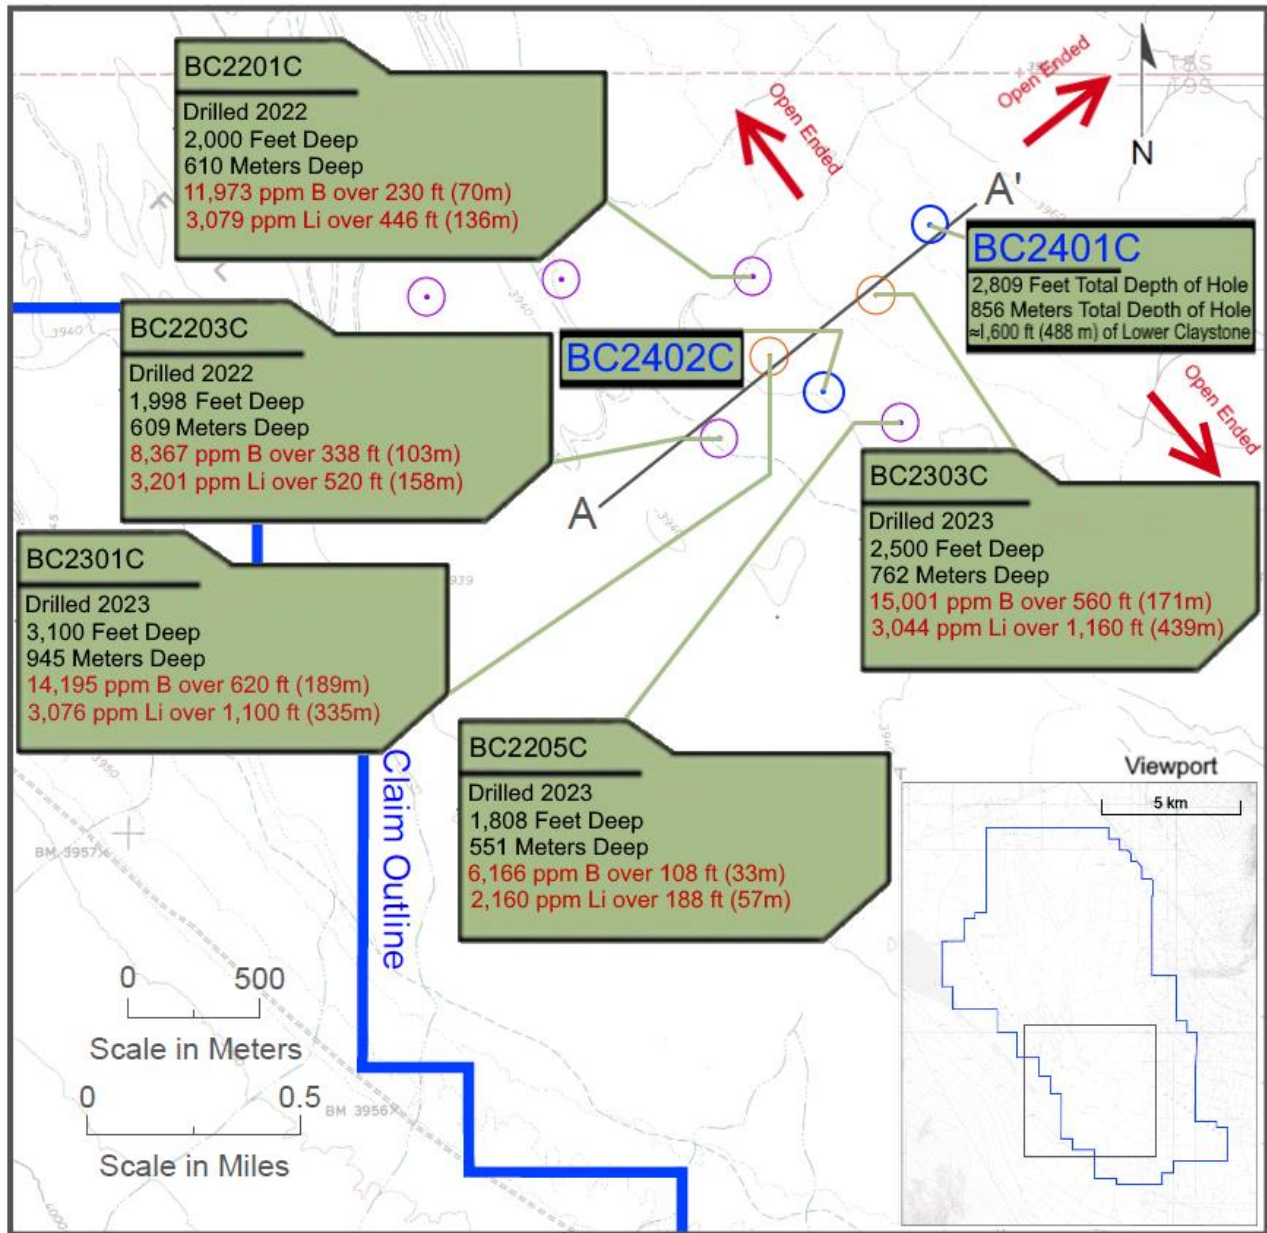 BC2201C
Drilled 2022
2,000 Feet Deep
610 Meters Deep
11,973 ppm B over 230 ft (70m)
3,079 ppm Li over 446 ft (136m)
Open Ended
Open Ended
T8S
T9S
N
A'
BC2401C
2,809 Feet Total Depth of Hole
856 Meters Total Depth of Hole
≈1,600 ft (488 m) of Lower Claystone
3940
3940
BC2203C
Drilled 2022
1,998 Feet Deep
609 Meters Deep
8,367 ppm B over 338 ft (103m)
3,201 ppm Li over 520 ft (158m)
BC2402C
Open Ended
A
BC2303C
Drilled 2023
2,500 Feet Deep
762 Meters Deep
15,001 ppm B over 560 ft (171m)
3,044 ppm Li over 1,160 ft (439m)
BC2301C
Drilled 2023
3,100 Feet Deep
945 Meters Deep
14,195 ppm B over 620 ft (189m)
3,076 ppm Li over 1,100 ft (335m)
939
BC2205C
Drilled 2023
1,808 Feet Deep
551 Meters Deep
6,166 ppm B over 108 ft (33m)
2,160 ppm Li over 188 ft (57m)
Claim Outline
3950
BM 3957
Viewport
5 km
0 500
Scale in Meters
0 0.5
BM 3956
Scale in Miles
4000